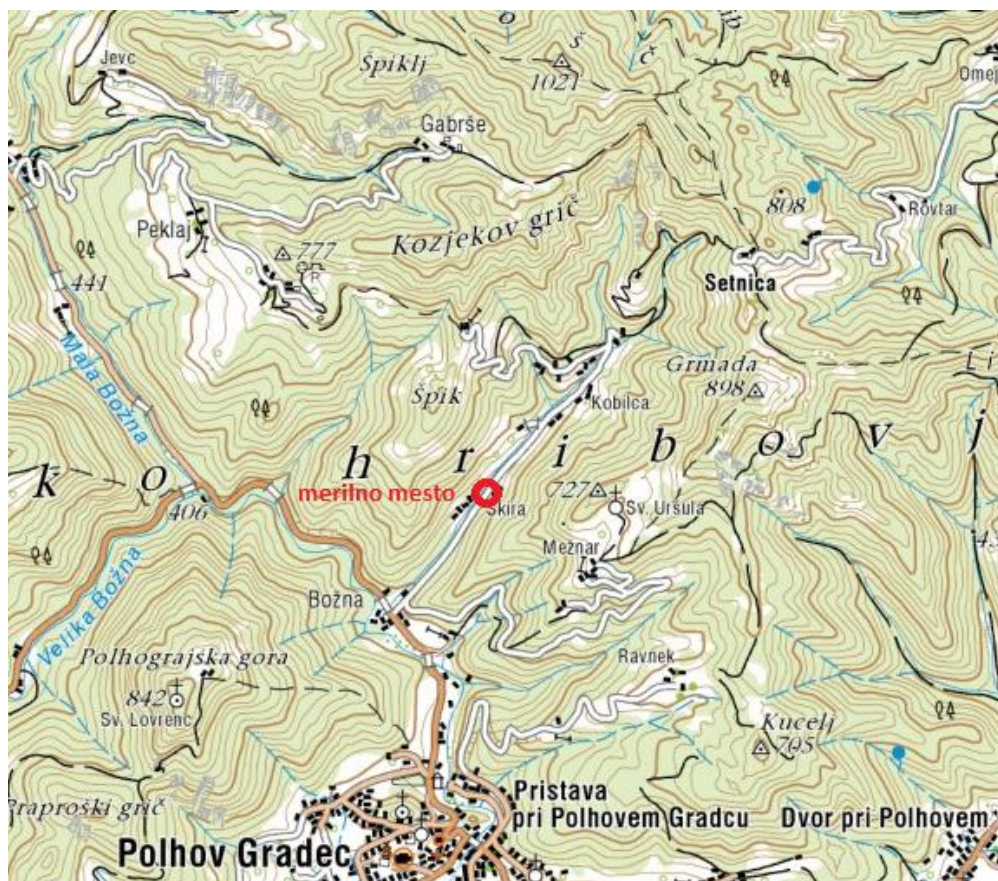 Jevc
Špiklj
1021
Omej
Gabrše
Peklaj
777
Kozjekov grič
808
Rovtar
441
Setnica
Mala Božna
Špik
Grmada
898
Kobilca
k o h r i b o v j
merilno mesto
Škira
727
Sv. Uršula
406
Mežnar
Velika Božna
Božna
Polhograjska gora
842
Sv. Lovrenc
Ravnek
Kucelj
705
Praproški grič
Pristava
pri Polhovem Gradcu
Dvor pri Polhovem
Polhov Gradec